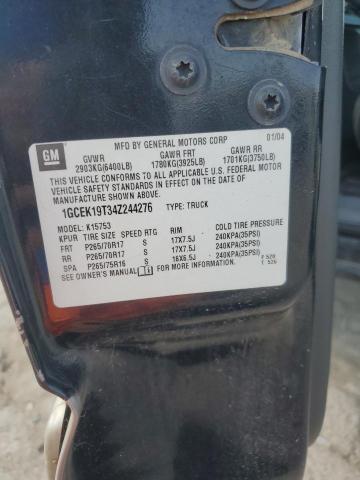 MFD BY GENERAL MOTORS CORP 01/04
GM GVWR GAWR FRT GAWR RR
2903KG(6400LB) 1780KG(3925LB) 1701KG(3750LB)
THIS VEHICLE CONFORMS TO ALL APPLICABLE U.S. FEDERAL MOTOR
VEHICLE SAFETY STANDARDS IN EFFECT ON THE DATE OF
MANUFACTURE SHOWN ABOVE.
1GCEK19T34Z244276 TYPE: TRUCK
MODEL: K15753
KPUR TIRE SIZE SPEED RTG RIM COLD TIRE PRESSURE
FRT P265/70R17 S 17X7.5J 240KPA(35PSI)
RR P265/70R17 S 17X7.5J 240KPA(35PSI)
SPA P265/75R16 S 16X6.5J 240KPA(35PSI)
SEE OWNER'S MANUAL FOR MORE INFORMATION.
F 520
T 520